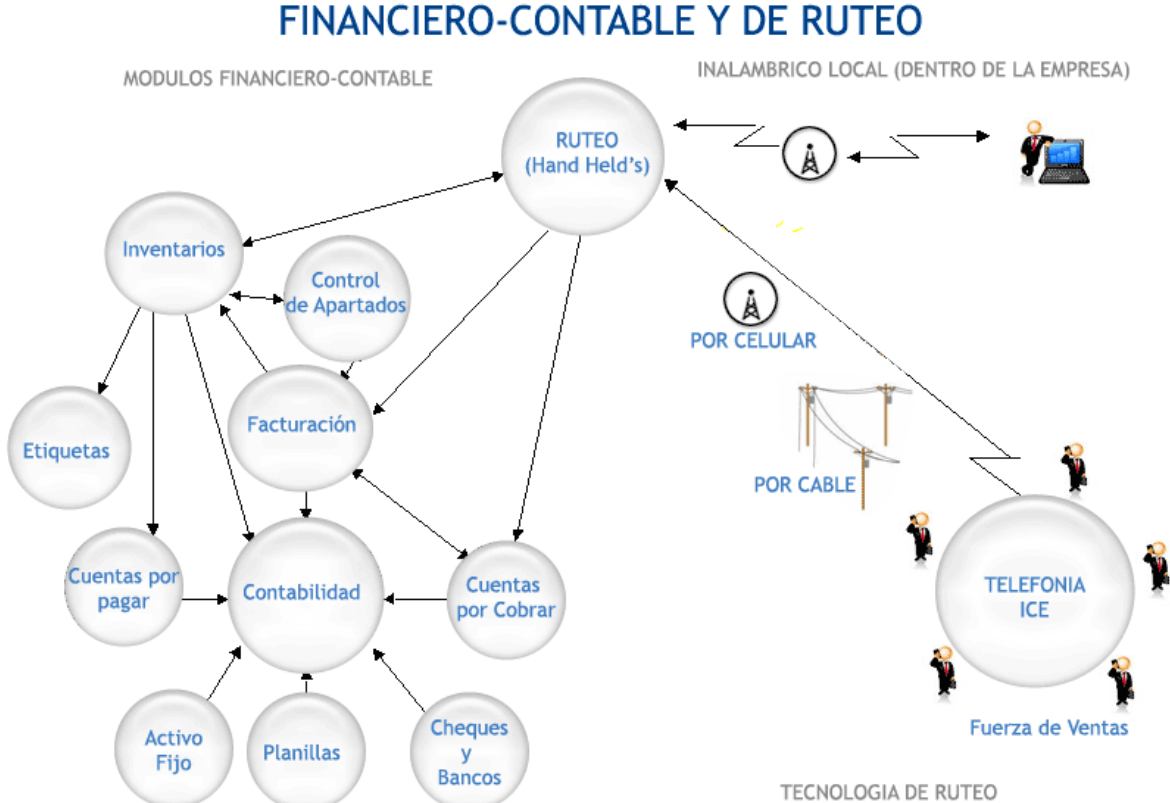 FINANCIERO-CONTABLE Y DE RUTEO
MODULOS FINANCIERO-CONTABLE
INALAMBRICO LOCAL (DENTRO DE LA EMPRESA)
RUTEO
(Hand Held's)
Inventarios
Control
de Apartados
POR CELULAR
Facturación
Etiquetas
POR CABLE
Cuentas por
pagar
Contabilidad
Cuentas
por Cobrar
TELEFONIA
ICE
Activo
Fijo
Planillas
Cheques
y
Bancos
Fuerza de Ventas
TECNOLOGIA DE RUTEO